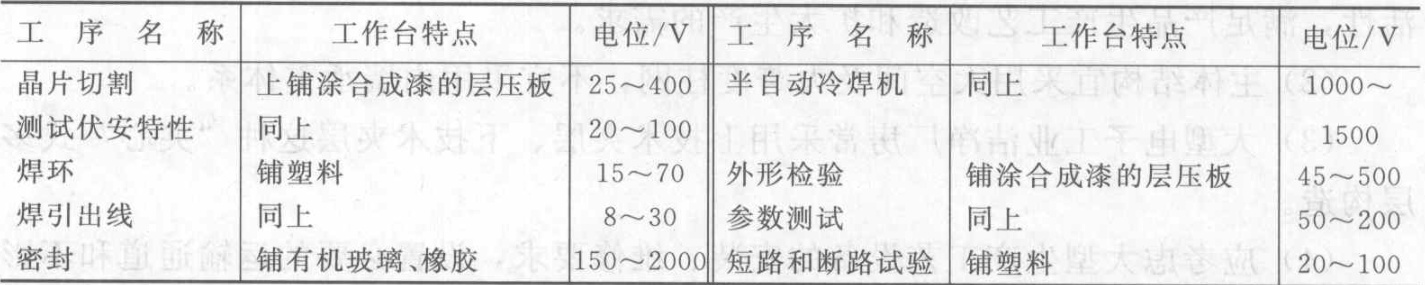 工 序 名 称 工作台特点 电位/V 工 序 名 称 工作台特点 电位/V
晶片切割 上铺涂合成漆的层压板 25~400 半自动冷焊机 同上 1000~
测试伏安特性 同上 20~100 1500
焊环 铺塑料 15~70 外形检验 铺涂合成漆的层压板 45~500
焊引出线 同上 8~30 参数测试 同上 50~200
密封 铺有机玻璃、橡胶 150~2000 短路和断路试验 铺塑料 20~100